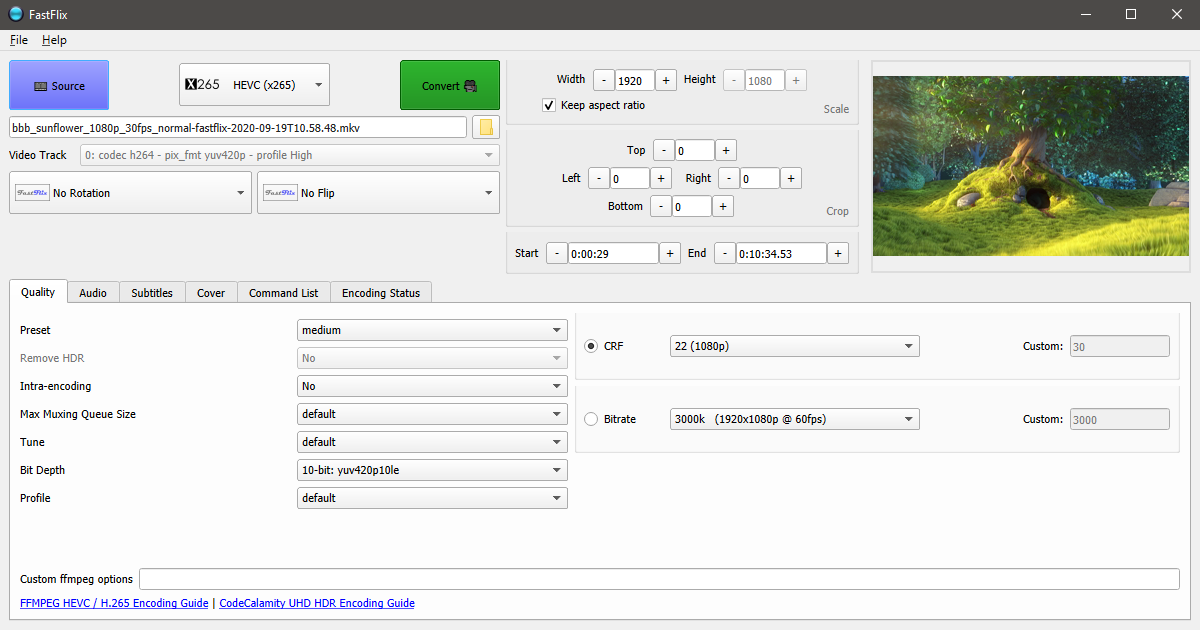 FastFlix
File Help
Source
X265 HEVC (x265)
Convert
bbb_sunflower_1080p_30fps_normal-fastflix-2020-09-19T10.58.48.mkv
Video Track 0: codec h264 - pix_fmt yuv420p - profile High
FastFlix No Rotation
FastFlix No Flip
Width - 1920 + Height - 1080 +
Keep aspect ratio
Scale
Top - 0 +
Left - 0 + Right - 0 +
Bottom - 0 +
Crop
Start - 0:00:29 + End - 0:10:34.53 +
Quality Audio Subtitles Cover Command List Encoding Status
Preset medium
Remove HDR No
Intra-encoding No
Max Muxing Queue Size default
Tune default
Bit Depth 10-bit: yuv420p10le
Profile default
CRF 22 (1080p) Custom: 30
Bitrate 3000k (1920x1080p @ 60fps) Custom: 3000
Custom ffmpeg options
FFMPEG HEVC / H.265 Encoding Guide | CodeCalamity UHD HDR Encoding Guide